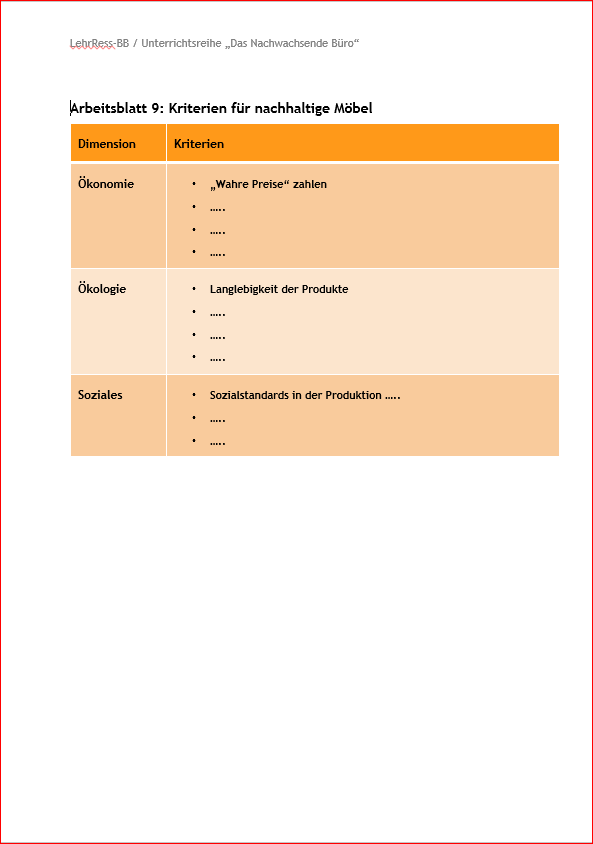 LehrRess-BB / Unterrichtsreihe „Das Nachwachsende Büro“
Arbeitsblatt 9: Kriterien für nachhaltige Möbel
Dimension Kriterien
Ökonomie • „Wahre Preise“ zahlen
• …..
• …..
• …..
Ökologie • Langlebigkeit der Produkte
• …..
• …..
• …..
Soziales • Sozialstandards in der Produktion …..
• …..
• …..